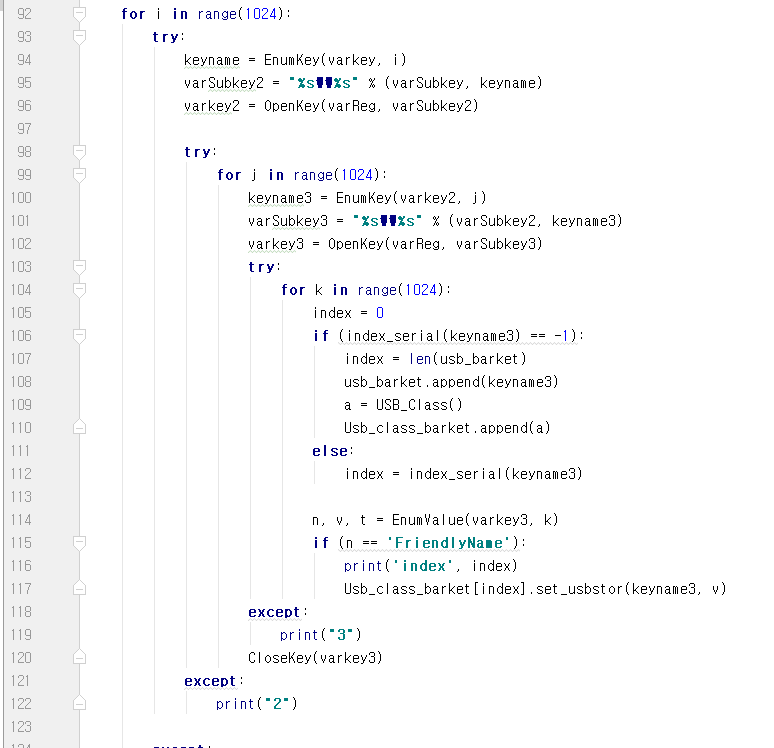 92 for i in range(1024):
93 try:
94 keyname = EnumKey(varkey, i)
95 varSubkey2 = "%s₩₩%s" % (varSubkey, keyname)
96 varkey2 = OpenKey(varReg, varSubkey2)
97
98 try:
99 for j in range(1024):
100 keyname3 = EnumKey(varkey2, j)
101 varSubkey3 = "%s₩₩%s" % (varSubkey2, keyname3)
102 varkey3 = OpenKey(varReg, varSubkey3)
103 try:
104 for k in range(1024):
105 index = 0
106 if (index_serial(keyname3) == -1):
107 index = len(usb_barket)
108 usb_barket.append(keyname3)
109 a = USB_Class()
110 Usb_class_barket.append(a)
111 else:
112 index = index_serial(keyname3)
113
114 n, v, t = EnumValue(varkey3, k)
115 if (n == 'FriendlyName'):
116 print('index', index)
117 Usb_class_barket[index].set_usbstor(keyname3, v)
118 except:
119 print("3")
120 CloseKey(varkey3)
121 except:
122 print("2")
123